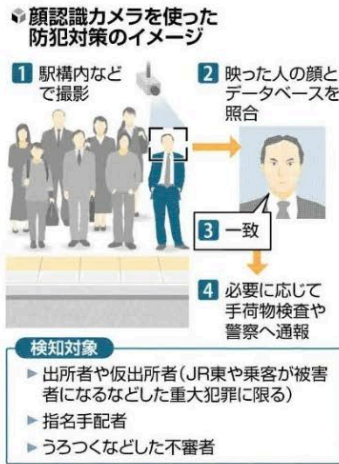 顔認識カメラを使った
防犯対策のイメージ
1 駅構内など
で撮影
2 映った人の顔と
データベースを
照合
3 一致
4 必要に応じて
手荷物検査や
警察へ通報
検知対象
▶出所者や仮出所者(JR東や乗客が被害
者になるなどした重大犯罪に限る)
▶指名手配者
▶うろつくなどした不審者